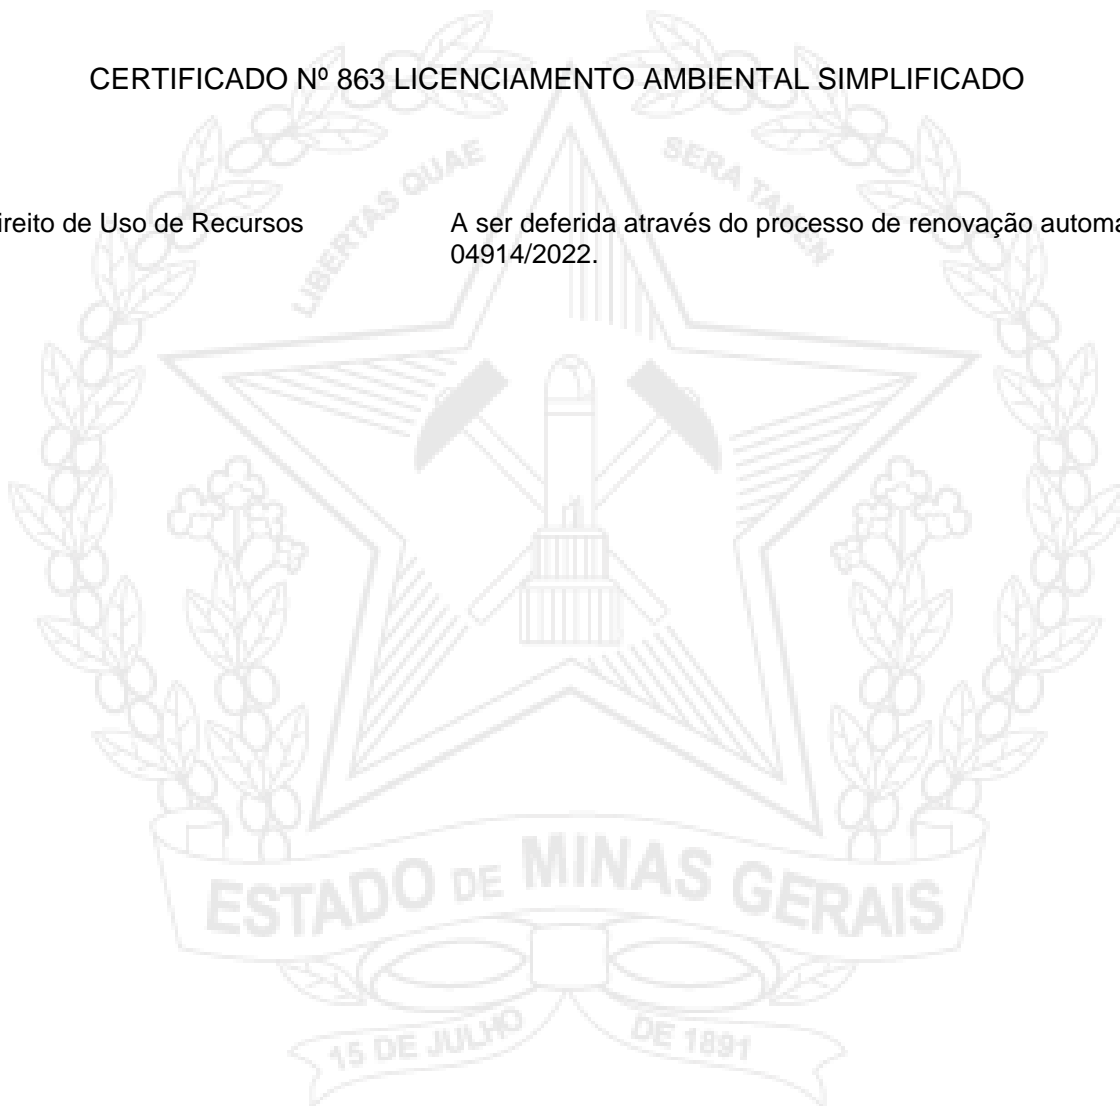 CERTIFICADO Nº 863 LICENCIAMENTO AMBIENTAL SIMPLIFICADO
LIBERTAS QUAE SERA TAMEN
ireito de Uso de Recursos
A ser deferida através do processo de renovação automá
04914/2022.
ESTADO DE MINAS GERAIS
15 DE JULHO DE 1891